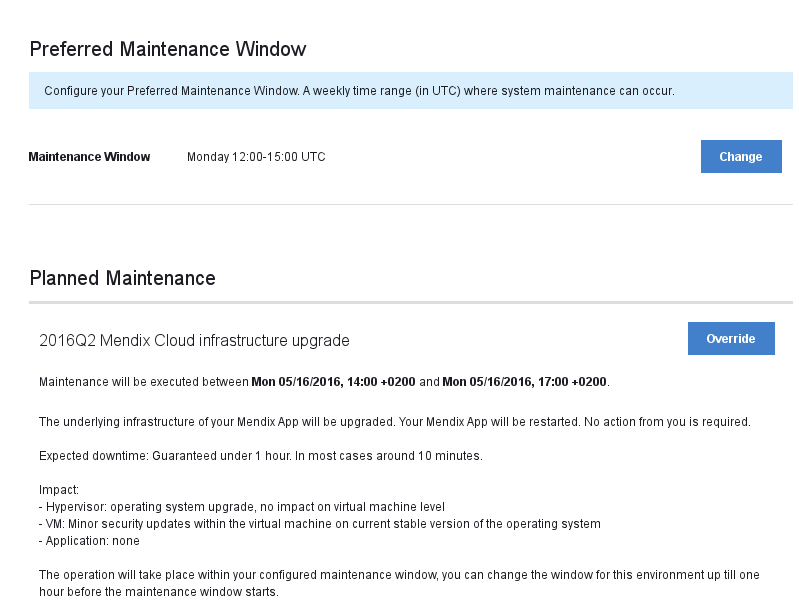 Preferred Maintenance Window
Configure your Preferred Maintenance Window. A weekly time range (in UTC) where system maintenance can occur.
Maintenance Window Monday 12:00-15:00 UTC Change
Planned Maintenance
2016Q2 Mendix Cloud infrastructure upgrade Override
Maintenance will be executed between Mon 05/16/2016, 14:00 +0200 and Mon 05/16/2016, 17:00 +0200.
The underlying infrastructure of your Mendix App will be upgraded. Your Mendix App will be restarted. No action from you is required.
Expected downtime: Guaranteed under 1 hour. In most cases around 10 minutes.
Impact:
- Hypervisor: operating system upgrade, no impact on virtual machine level
- VM: Minor security updates within the virtual machine on current stable version of the operating system
- Application: none
The operation will take place within your configured maintenance window, you can change the window for this environment up till one
hour before the maintenance window starts.